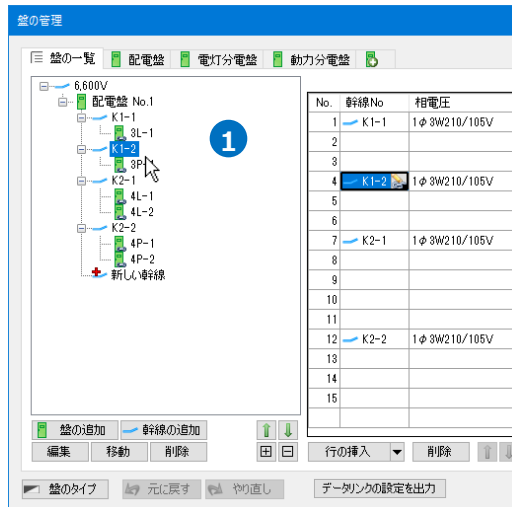 盤の管理
盤の一覧 配電盤 電灯分電盤 動力分電盤
6,600V
配電盤 No.1
K1-1
3L-1
K1-2
K2-1
4L-1
4L-2
K2-2
4P-1
4P-2
新しい幹線
1
No. 幹線No 相電圧
1 K1-1 1φ3W210/105V
2
3
4 K1-2 1φ3W210/105V
5
6
7 K2-1 1φ3W210/105V
8
9
10
11
12 K2-2 1φ3W210/105V
13
14
15
盤の追加 幹線の追加
編集 移動 削除
行の挿入 削除
盤のタイプ 元に戻す やり直し データリンクの設定を出力